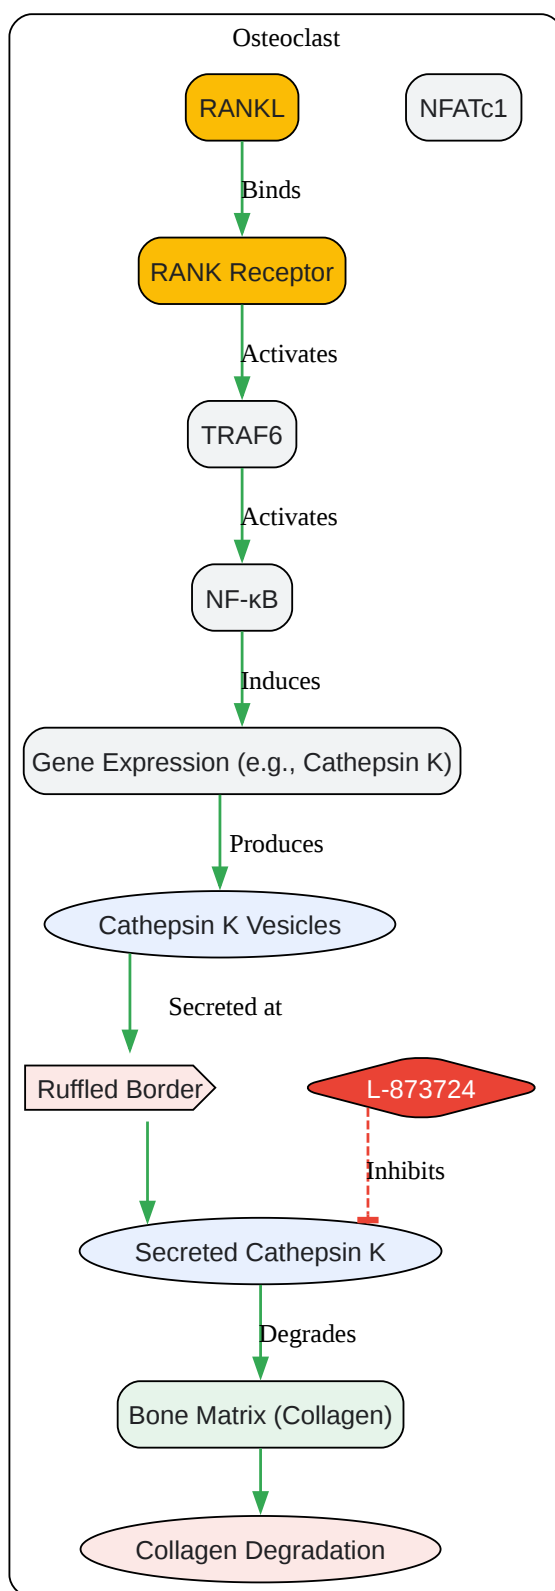 Osteoclast
RANKL
NFATc1
Binds
RANK Receptor
Activates
TRAF6
Activates
NF-κB
Induces
Gene Expression (e.g., Cathepsin K)
Produces
Cathepsin K Vesicles
Secreted at
Ruffled Border
L-873724
Inhibits
Secreted Cathepsin K
Degrades
Bone Matrix (Collagen)
Collagen Degradation